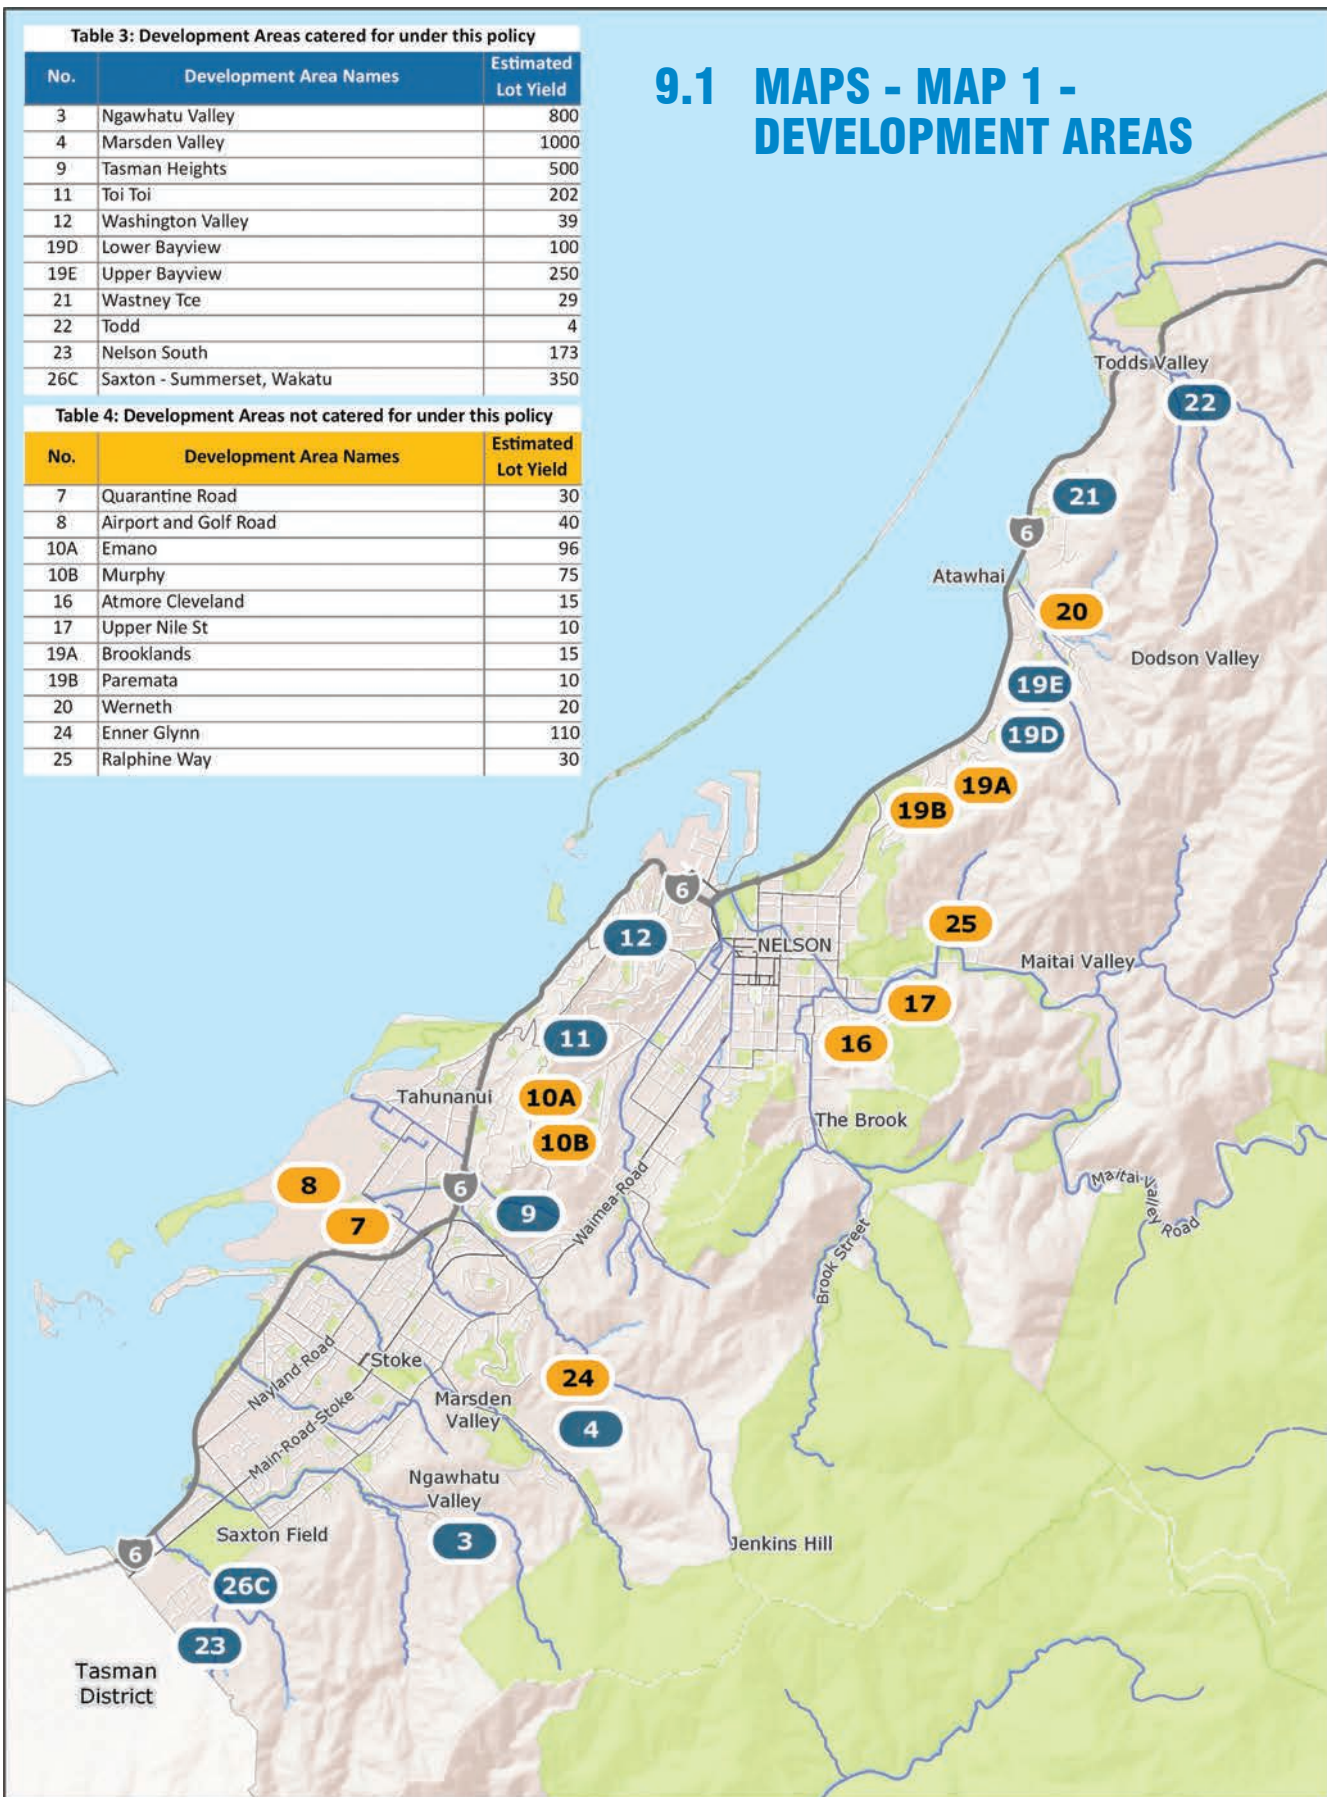 Table 3: Development Areas catered for under this policy
No. Development Area Names Estimated Lot Yield
3 Ngawhatu Valley 800
4 Marsden Valley 1000
9 Tasman Heights 500
11 Toi Toi 202
12 Washington Valley 39
19D Lower Bayview 100
19E Upper Bayview 250
21 Wastney Tce 29
22 Todd 4
23 Nelson South 173
26C Saxton - Summerset, Wakatu 350
Table 4: Development Areas not catered for under this policy
No. Development Area Names Estimated Lot Yield
7 Quarantine Road 30
8 Airport and Golf Road 40
10A Emano 96
10B Murphy 75
16 Atmore Cleveland 15
17 Upper Nile St 10
19A Brooklands 15
19B Paremata 10
20 Werneth 20
24 Enner Glynn 110
25 Ralphine Way 30
9.1 MAPS - MAP 1 -
DEVELOPMENT AREAS
Todds Valley
22
21
6
Atawhai
20
Dodson Valley
19E
19D
19A
19B
6
12
NELSON
25
Maitai Valley
17
11
16
Tahunanui
10A
The Brook
10B
Maitai Valley Road
8
6
7
9
Waimea-Road
Brook Street
Nayland-Road
Stoke
24
Marsden
Valley
4
Main-Road-Stoke
Ngawhatu
Valley
Saxton Field
3
Jenkins Hill
6
26C
23
Tasman
District